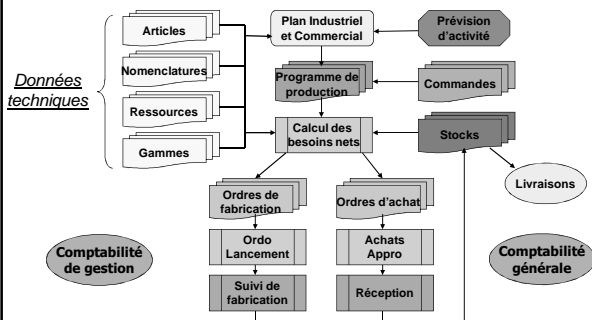 Articles
Plan Industriel
et Commercial
Prévision
d'activité
Données
techniques
Nomenclatures
Programme de
production
Commandes
Ressources
Calcul des
besoins nets
Stocks
Gammes
Livraisons
Ordres de
fabrication
Ordres d'achat
Comptabilité
de gestion
Ordo
Lancement
Achats
Appro
Comptabilité
générale
Suivi de
fabrication
Réception